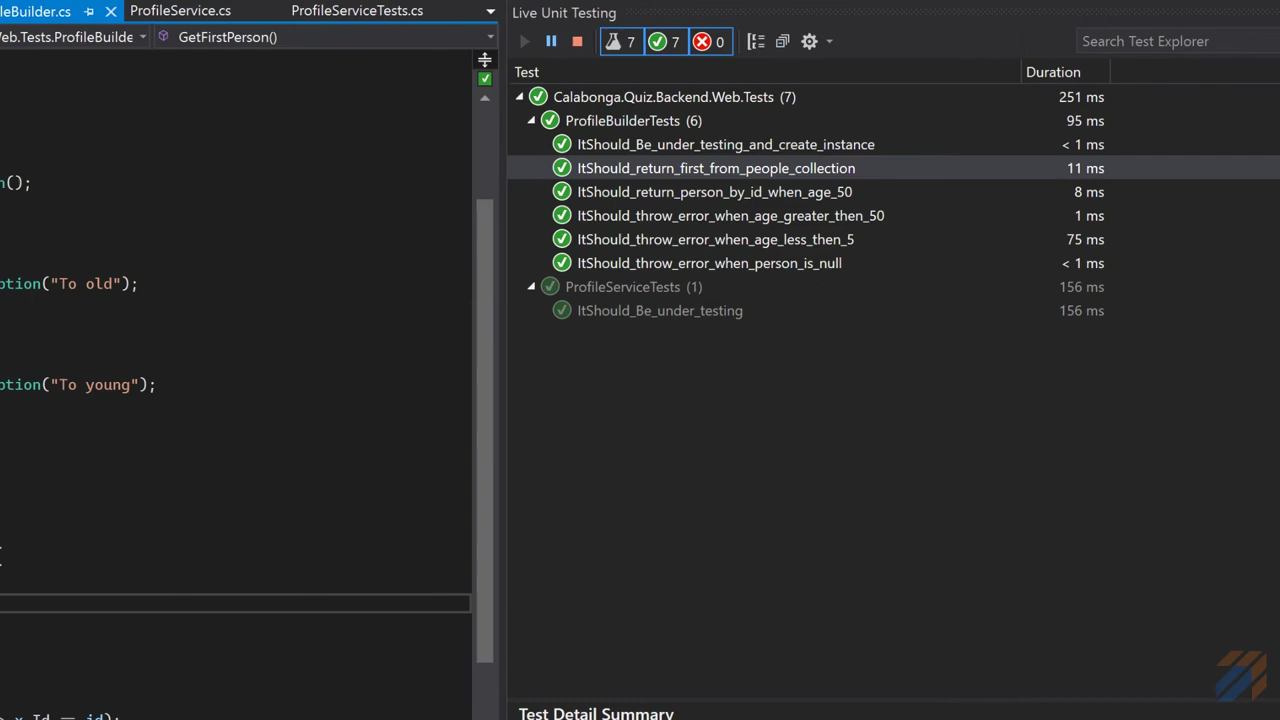 ileBuilder.cs
ProfileService.cs
ProfileServiceTests.cs
Web.Tests.ProfileBuilde
GetFirstPerson()
n();
ption("To old");
ption("To young");
x.Id == id);
Live Unit Testing
7
7
0
Search Test Explorer
Test
Duration
Calabonga.Quiz.Backend.Web.Tests (7)
251 ms
ProfileBuilderTests (6)
95 ms
ItShould_Be_under_testing_and_create_instance
< 1 ms
ItShould_return_first_from_people_collection
11 ms
ItShould_return_person_by_id_when_age_50
8 ms
ItShould_throw_error_when_age_greater_then_50
1 ms
ItShould_throw_error_when_age_less_then_5
75 ms
ItShould_throw_error_when_person_is_null
< 1 ms
ProfileServiceTests (1)
156 ms
ItShould_Be_under_testing
156 ms
Test Detail Summary